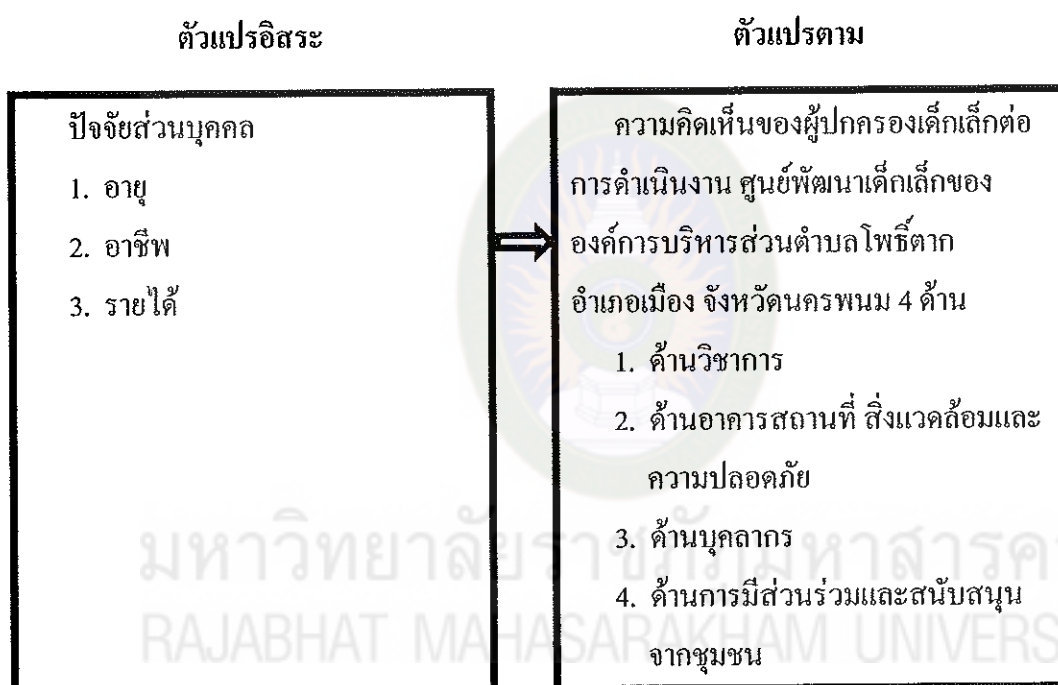 ตัวแปรอิสระ
ตัวแปรตาม
ปัจจัยส่วนบุคคล
1. อายุ
2. อาชีพ
3. รายได้
ความคิดเห็นของผู้ปกครองเด็กเล็กต่อ
การดำเนินงาน ศูนย์พัฒนาเด็กเล็กของ
องค์การบริหารส่วนตำบลโพธิ์ตาก
อำเภอเมือง จังหวัดนครพนม 4 ด้าน
1. ด้านวิชาการ
2. ด้านอาคารสถานที่ สิ่งแวดล้อมและ
ความปลอดภัย
3. ด้านบุคลากร
4. ด้านการมีส่วนร่วมและสนับสนุน
จากชุมชน
มหาวิทยาลัยราชภัฏมหาสารค
RAJABHAT MAHASARAKHAM UNIVERS